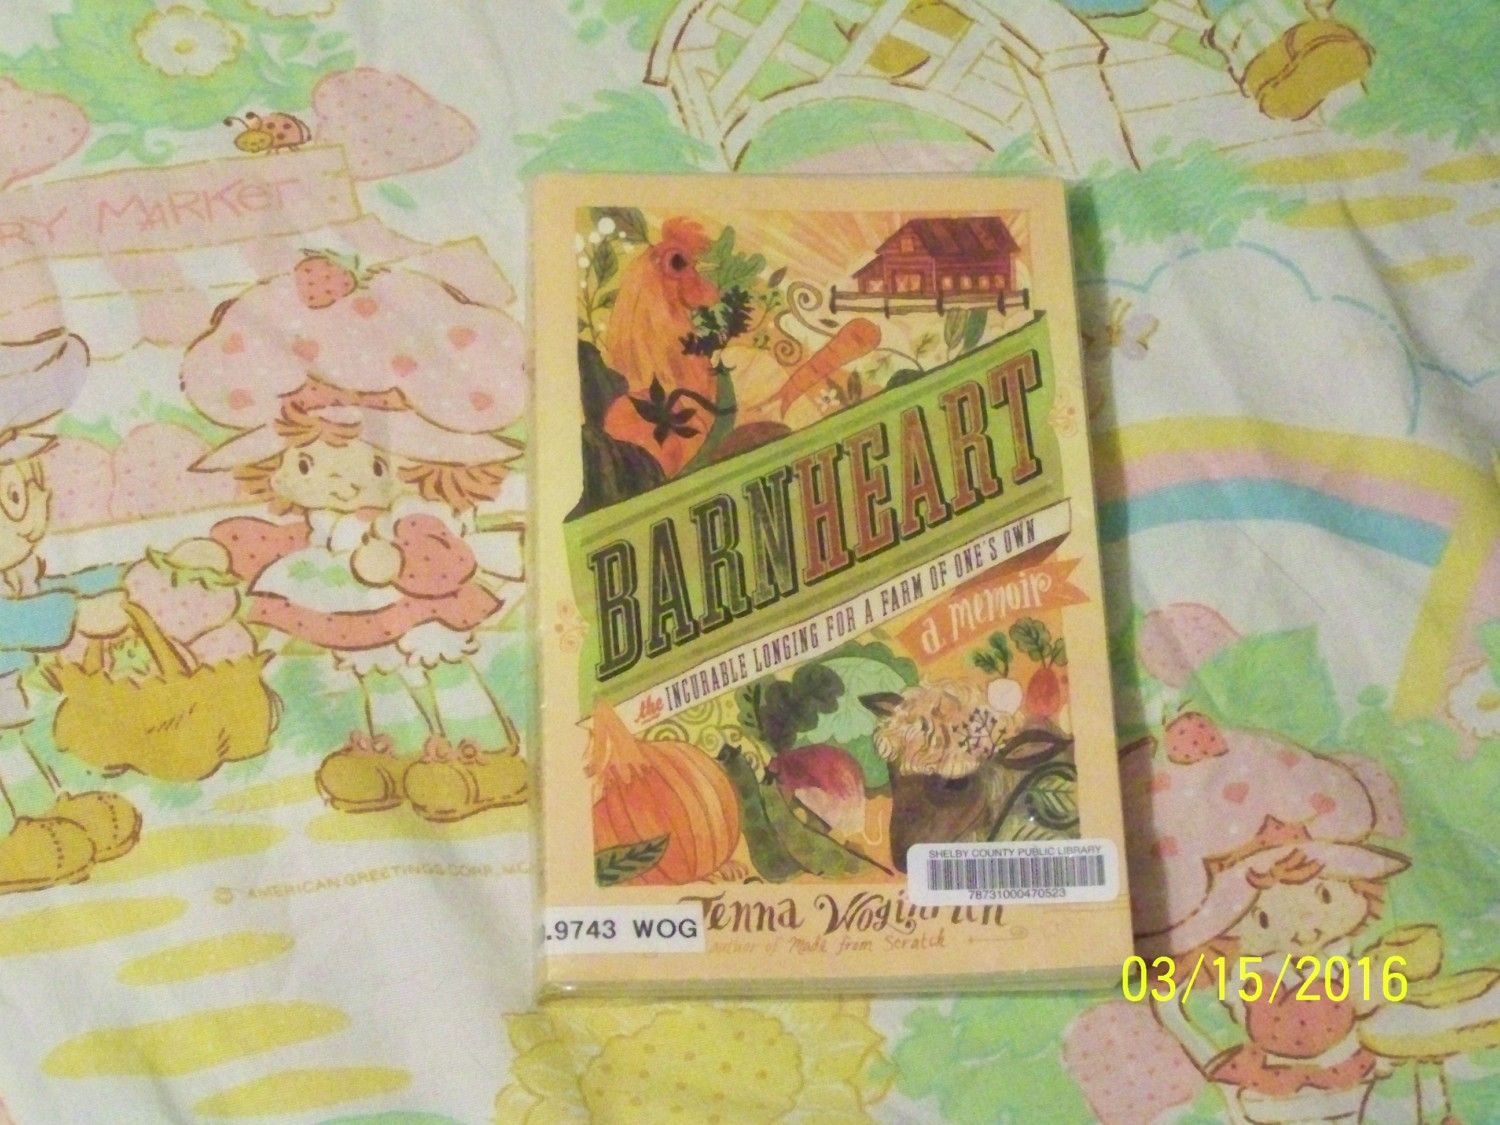 RY MARKET
BARNHEART
the INCURABLE LONGING FOR A FARM OF ONE'S OWN
a memoir
SHELBY COUNTY PUBLIC LIBRARY
78731000470523
Jenna
.9743 WOG
author of Made from Scratch
AMERICAN GREETINGS CORP.
03/15/2016